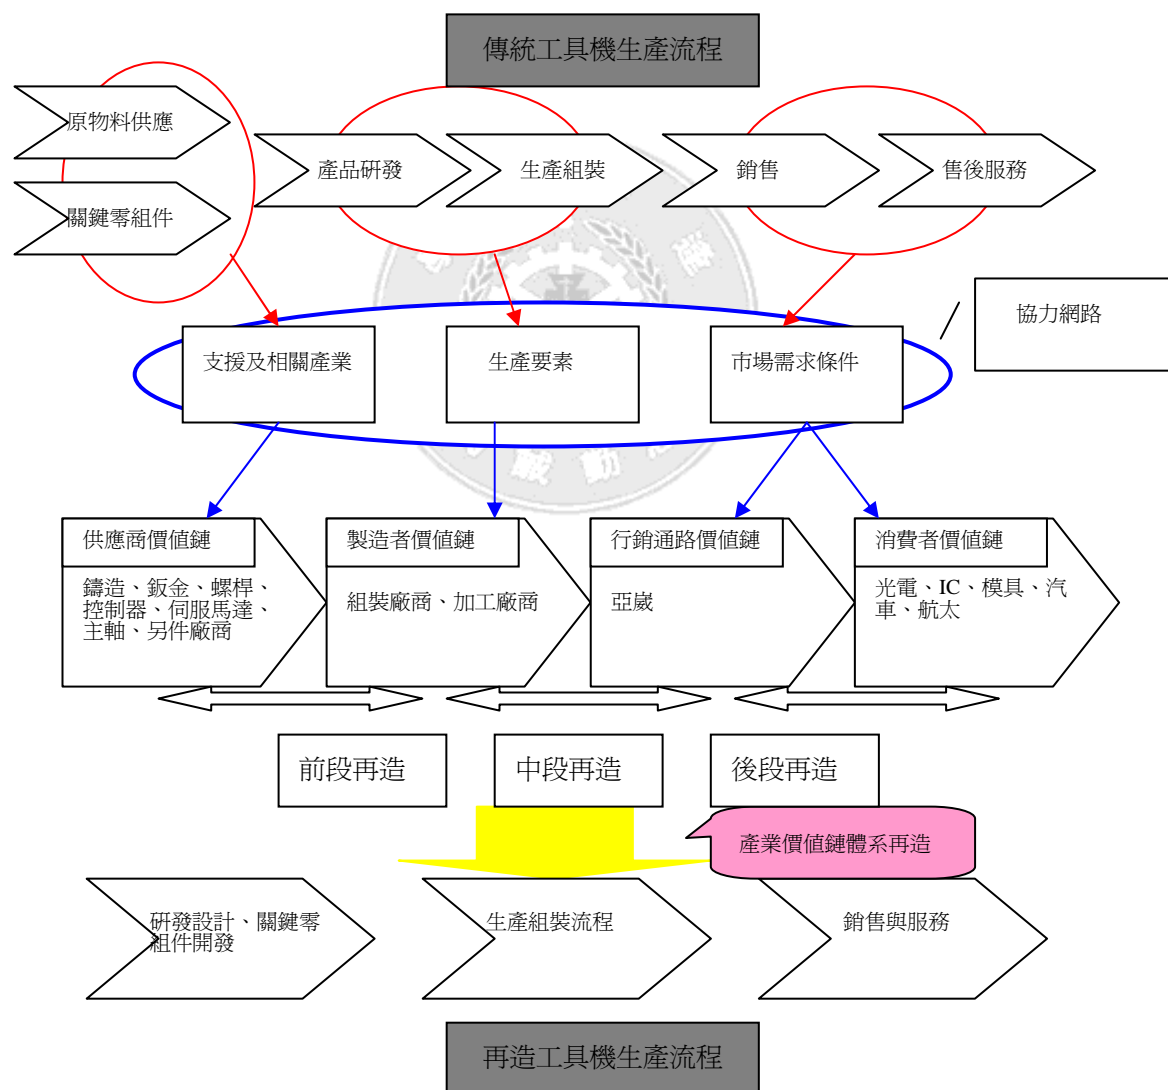 傳統工具機生產流程
原物料供應
關鍵零組件
產品研發
生產組裝
銷售
售後服務
協力網路
支援及相關產業
生產要素
市場需求條件
供應商價值鏈
鑄造、鈑金、螺桿、
控制器、伺服馬達、
主軸、另件廠商
製造者價值鏈
組裝廠商、加工廠商
行銷通路價值鏈
亞崴
消費者價值鏈
光電、IC、模具、汽
車、航太
前段再造
中段再造
後段再造
產業價值鏈體系再造
研發設計、關鍵零
組件開發
生產組裝流程
銷售與服務
再造工具機生產流程